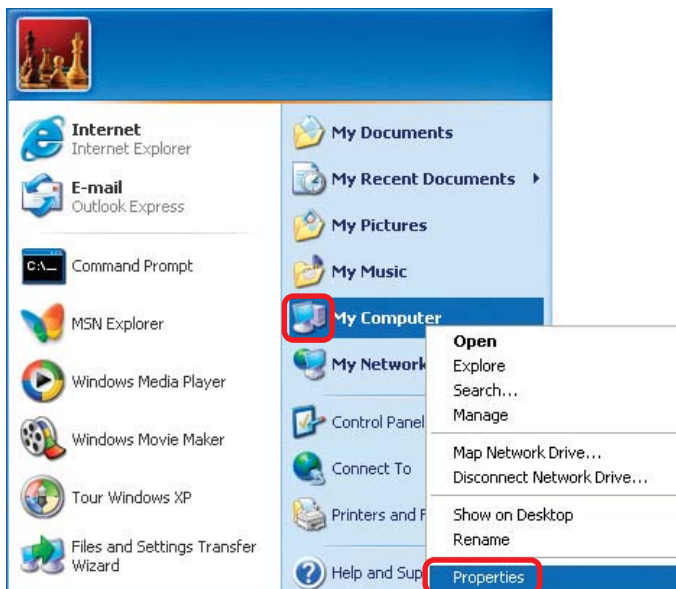 Internet
Internet Explorer
E-mail
Outlook Express
C:\_
Command Prompt
MSN Explorer
Windows Media Player
Windows Movie Maker
Tour Windows XP
Files and Settings Transfer
Wizard
My Documents
My Recent Documents
My Pictures
My Music
My Computer
My Network
Control Panel
Connect To
Printers and F
Help and Sup
Open
Explore
Search...
Manage
Map Network Drive...
Disconnect Network Drive...
Show on Desktop
Rename
Properties